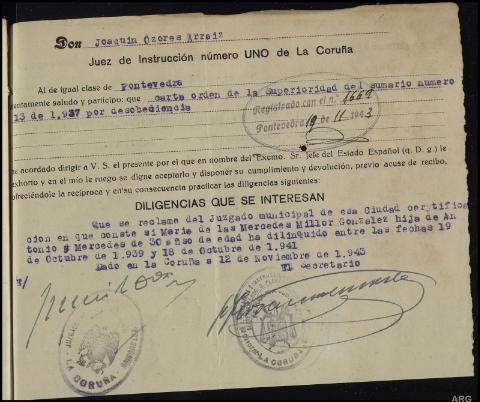 Don Joaquin Ozores Arraiz
Juez de Instrucción número UNO de La Coruña
Al de igual clase de Pontevedra
atentamente saludo y participo: que carta orden de la Superioridad del sumario numero
13 de 1.937 por desobediencia
Registrado con el n.º 1669
Pontevedra 19 de 11 1943
he acordado dirigir a V. S. el presente por el que en nombre del Excmo. Sr. Jefe del Estado Español (q. D. g.) le
exhorto y en el mío le ruego se digne aceptarlo y disponer su cumplimiento y devolución, previo acuse de recibo,
ofreciéndole la recíproca y en su consecuencia practicar las diligencias siguientes:
DILIGENCIAS QUE SE INTERESAN
Que se reclame del Juzgado municipal de esa Ciudad certifica
cion en que conste si Maria de las Mercedes Millor Gonzalez hija de An
tonio y Mercedes de 30 años de edad ha dilinquido entre las fechas 19
de Octubre de 1.939 y 18 de Octubre de 1.941
Dado en la Coruña a 12 de Noviembre de 1.943
El Secretario
LA CORUÑA
LA CORUÑA
ARG